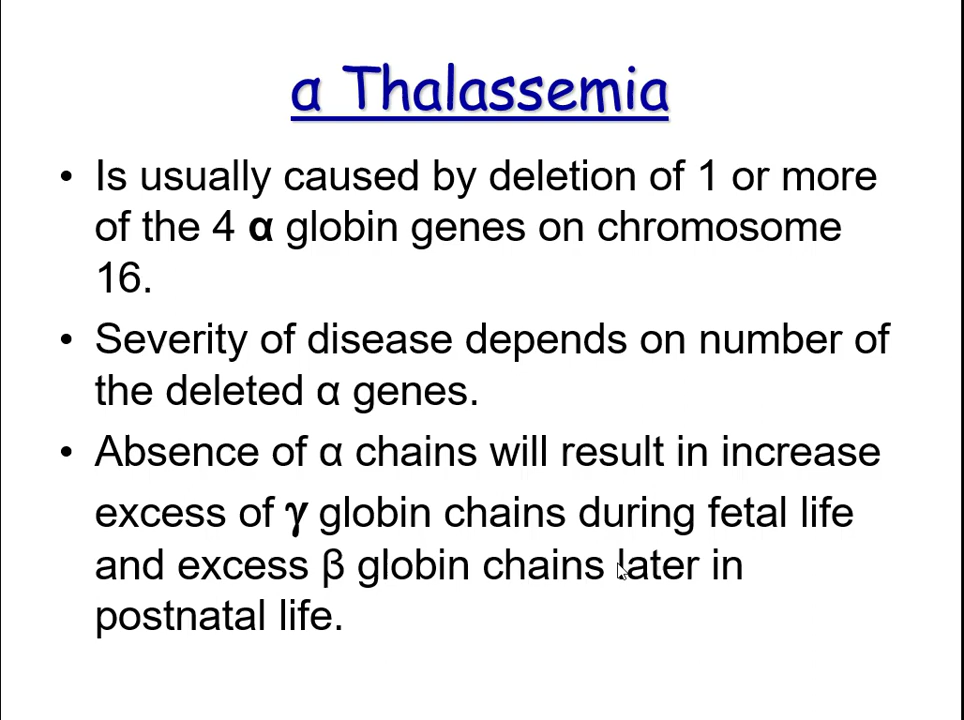 α Thalassemia
• Is usually caused by deletion of 1 or more
of the 4 α globin genes on chromosome
16.
• Severity of disease depends on number of
the deleted α genes.
• Absence of α chains will result in increase
excess of γ globin chains during fetal life
and excess β globin chains later in
postnatal life.